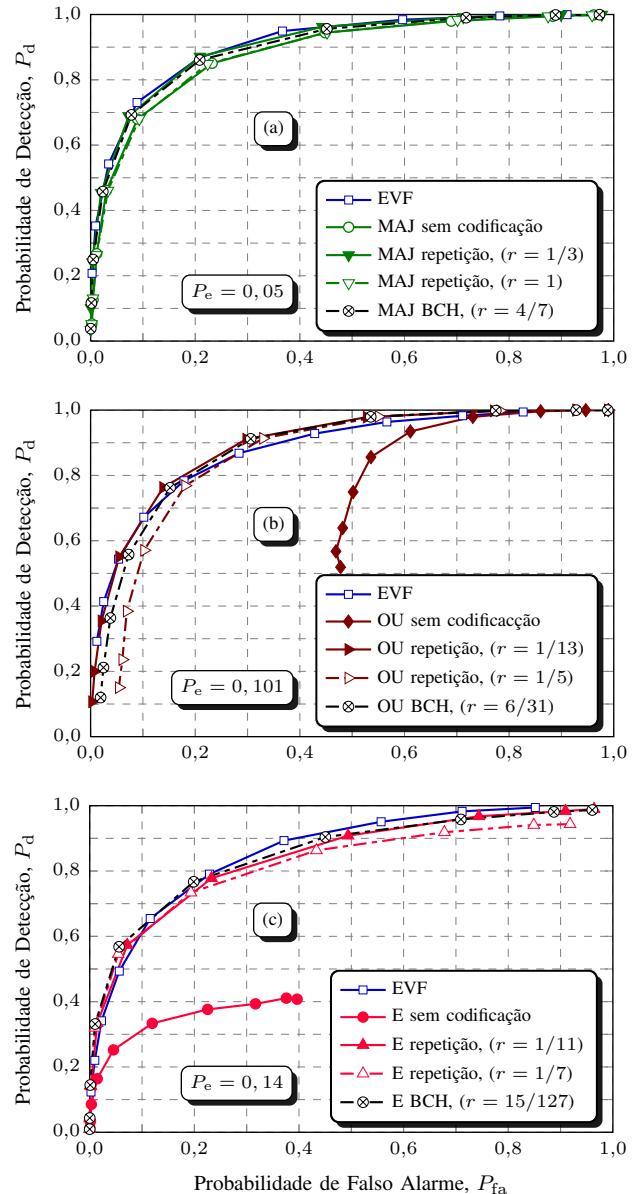 1,0
0,8
0,6
0,4
0,2
0,0
Probabilidade de Detecção, P_d
(a)
EVF
MAJ sem codificação
MAJ repetição, (r = 1/3)
MAJ repetição, (r = 1)
MAJ BCH, (r = 4/7)
P_e = 0, 05
0,0 0,2 0,4 0,6 0,8 1,0
1,0
0,8
0,6
0,4
0,2
0,0
Probabilidade de Detecção, P_d
(b)
EVF
OU sem codificacção
OU repetição, (r = 1/13)
OU repetição, (r = 1/5)
OU BCH, (r = 6/31)
P_e = 0, 101
0,0 0,2 0,4 0,6 0,8 1,0
1,0
0,8
0,6
0,4
0,2
0,0
Probabilidade de Detecção, P_d
(c)
EVF
E sem codificação
E repetição, (r = 1/11)
E repetição, (r = 1/7)
E BCH, (r = 15/127)
P_e = 0, 14
0,0 0,2 0,4 0,6 0,8 1,0
Probabilidade de Falso Alarme, P_fa